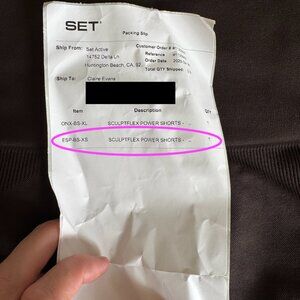 SET
Packing Slip
Ship From: Set Active
14752 Delta Ln
Huntington Beach, CA, 92
Customer Order #
Reference
Order Date
Total QTY Shipped
Ship To: Claire Evans
Item Description Qty
ONX-BS-XL SCULPTFLEX POWER SHORTS -
ESP-BS-XS SCULPTFLEX POWER SHORTS -